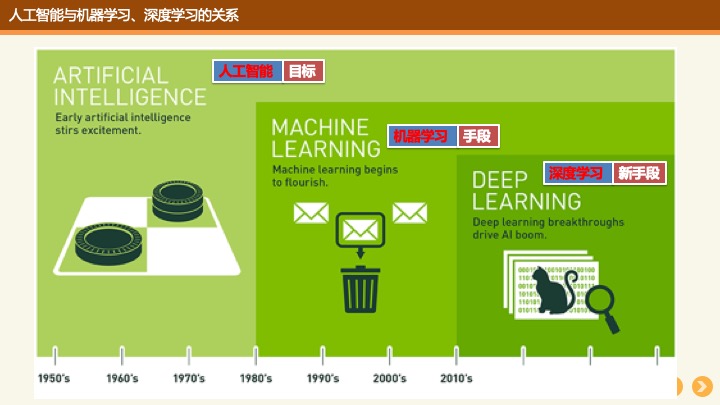 人工智能与机器学习、深度学习的关系
ARTIFICIAL
INTELLIGENCE
人工智能 目标
Early artificial intelligence
stirs excitement.
MACHINE
LEARNING
机器学习 手段
Machine learning begins
to flourish.
DEEP
LEARNING
深度学习 新手段
Deep learning breakthroughs
drive AI boom.
1950's 1960's 1970's 1980's 1990's 2000's 2010's